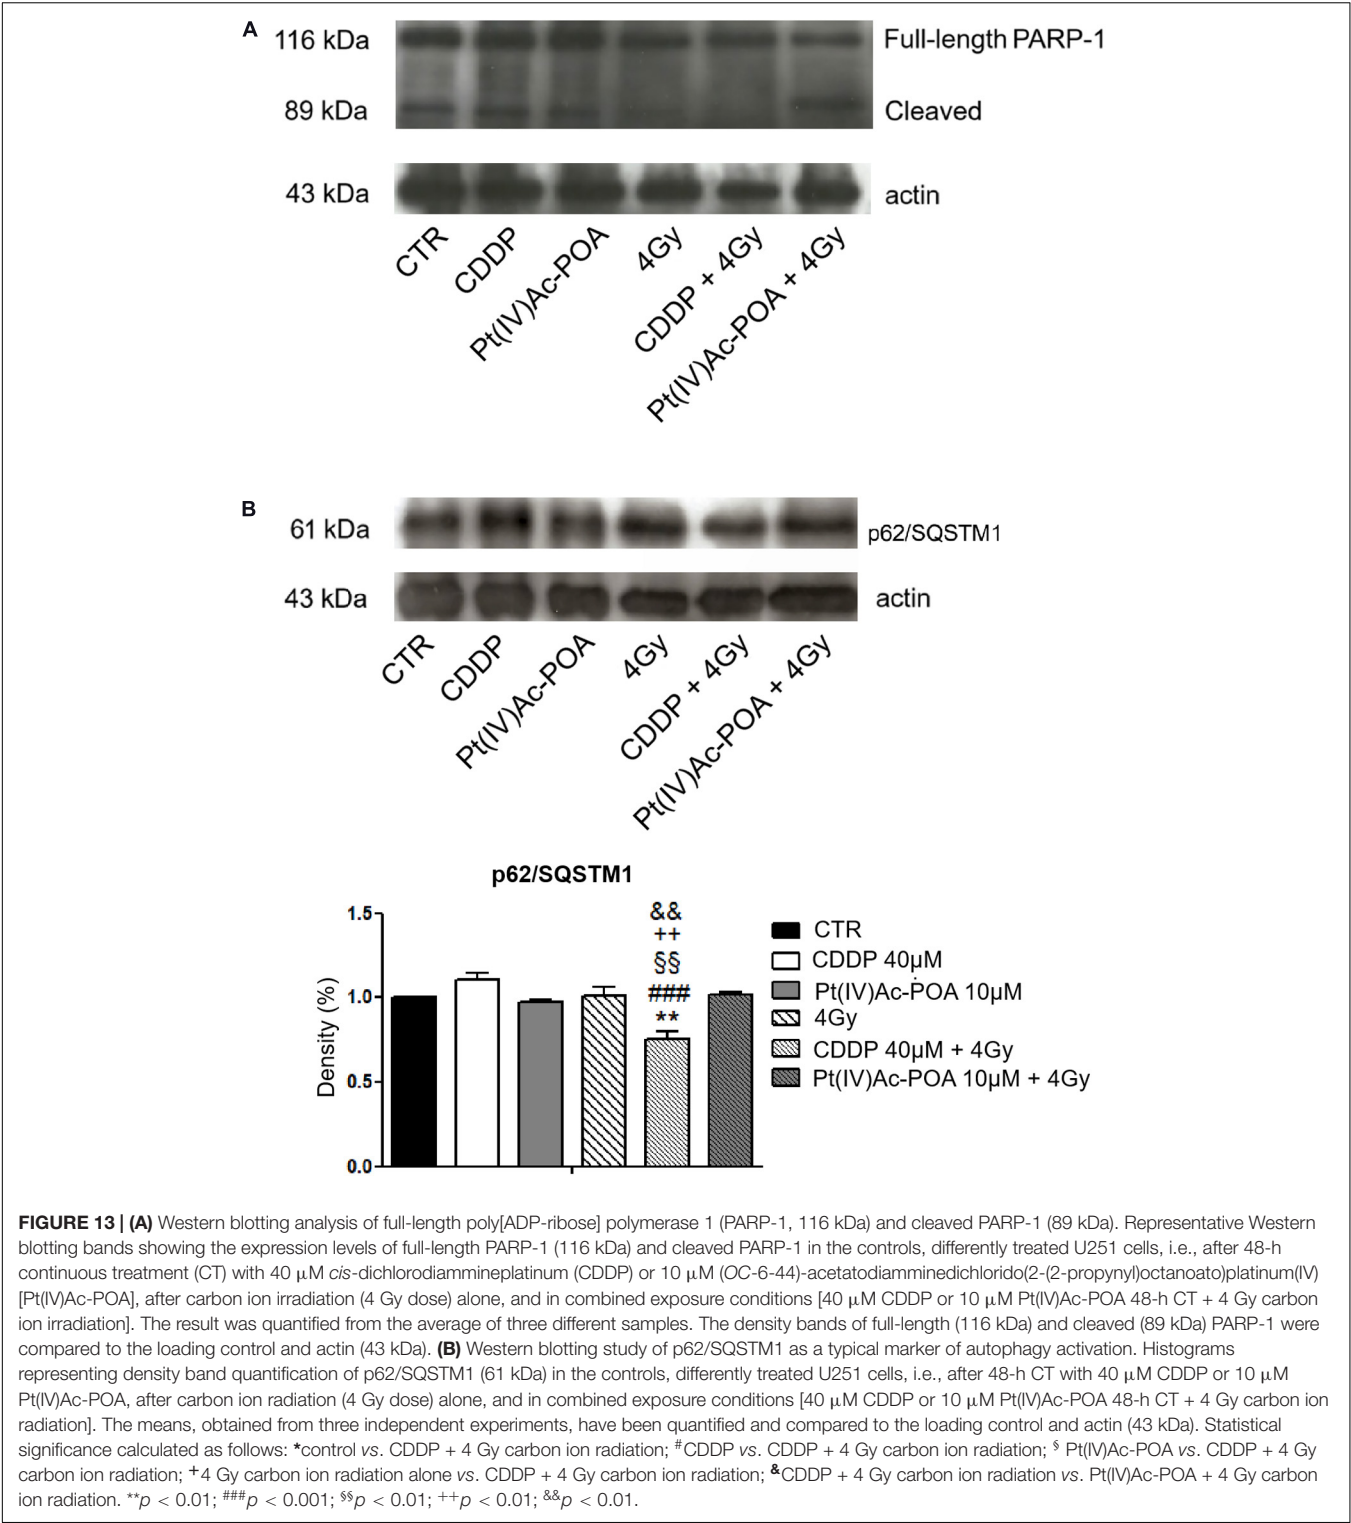 A
116 kDa
Full-length PARP-1
89 kDa
Cleaved
43 kDa
actin
CTR
CDDP
Pt(IV)Ac-POA
4Gy
CDDP + 4Gy
Pt(IV)Ac-POA + 4Gy
B
61 kDa
p62/SQSTM1
43 kDa
actin
CTR
CDDP
Pt(IV)Ac-POA
4Gy
CDDP + 4Gy
Pt(IV)Ac-POA + 4Gy
p62/SQSTM1
Density (%)
1.5
1.0
0.5
0.0
&&
++
§§
###
**
CTR
CDDP 40µM
Pt(IV)Ac-POA 10µM
4Gy
CDDP 40µM + 4Gy
Pt(IV)Ac-POA 10µM + 4Gy
FIGURE 13 | (A) Western blotting analysis of full-length poly[ADP-ribose] polymerase 1 (PARP-1, 116 kDa) and cleaved PARP-1 (89 kDa). Representative Western
blotting bands showing the expression levels of full-length PARP-1 (116 kDa) and cleaved PARP-1 in the controls, differently treated U251 cells, i.e., after 48-h
continuous treatment (CT) with 40 µM cis-dichlorodiammineplatinum (CDDP) or 10 µM (OC-6-44)-acetatodiamminedichlorido(2-(2-propynyl)octanoato)platinum(IV)
[Pt(IV)Ac-POA], after carbon ion irradiation (4 Gy dose) alone, and in combined exposure conditions [40 µM CDDP or 10 µM Pt(IV)Ac-POA 48-h CT + 4 Gy carbon
ion irradiation]. The result was quantified from the average of three different samples. The density bands of full-length (116 kDa) and cleaved (89 kDa) PARP-1 were
compared to the loading control and actin (43 kDa). (B) Western blotting study of p62/SQSTM1 as a typical marker of autophagy activation. Histograms
representing density band quantification of p62/SQSTM1 (61 kDa) in the controls, differently treated U251 cells, i.e., after 48-h CT with 40 µM CDDP or 10 µM
Pt(IV)Ac-POA, after carbon ion radiation (4 Gy dose) alone, and in combined exposure conditions [40 µM CDDP or 10 µM Pt(IV)Ac-POA 48-h CT + 4 Gy carbon ion
radiation]. The means, obtained from three independent experiments, have been quantified and compared to the loading control and actin (43 kDa). Statistical
significance calculated as follows: *control vs. CDDP + 4 Gy carbon ion radiation; #CDDP vs. CDDP + 4 Gy carbon ion radiation; § Pt(IV)Ac-POA vs. CDDP + 4 Gy
carbon ion radiation; +4 Gy carbon ion radiation alone vs. CDDP + 4 Gy carbon ion radiation; &CDDP + 4 Gy carbon ion radiation vs. Pt(IV)Ac-POA + 4 Gy carbon
ion radiation. **p < 0.01; ###p < 0.001; §§p < 0.01; ++p < 0.01; &&p < 0.01.